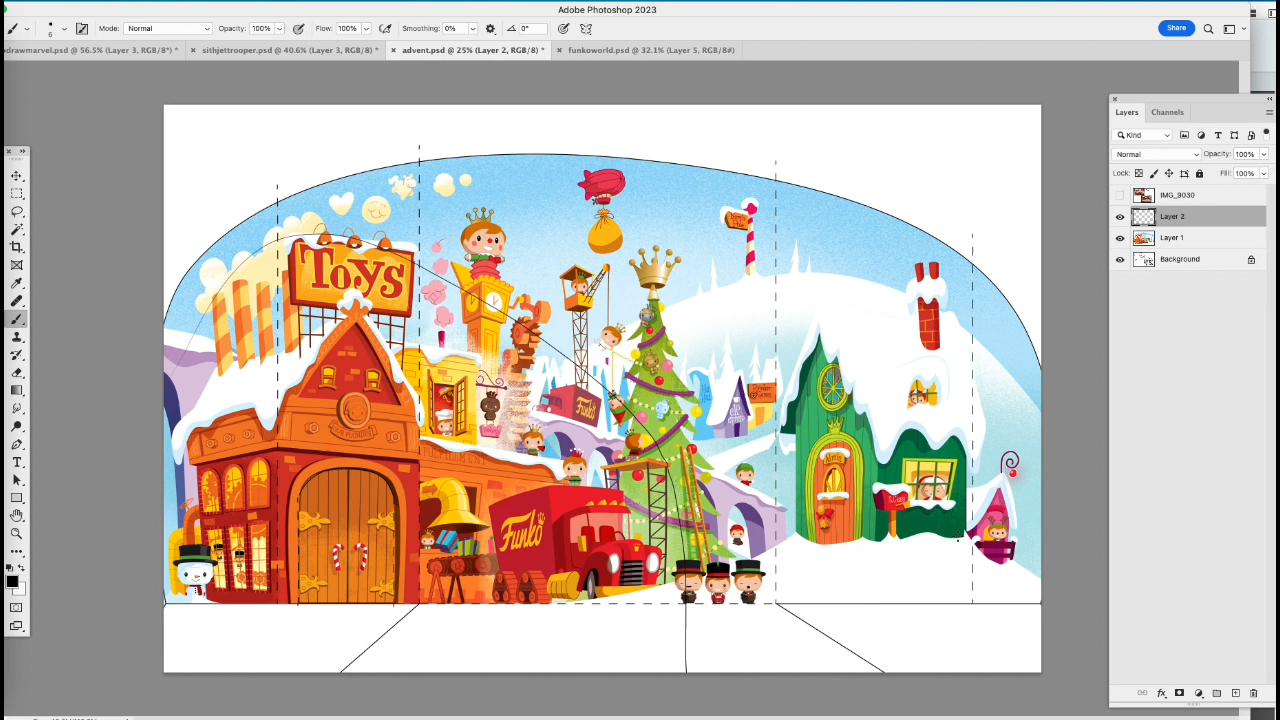 Adobe Photoshop 2023
6 Mode: Normal Opacity: 100% Flow: 100% Smoothing: 0% 0° Share
drawmarvel.psd @ 56.5% (Layer 3, RGB/8*) * sithjettrooper.psd @ 40.6% (Layer 3, RGB/8) * advent.psd @ 25% (Layer 2, RGB/8) * funkoworld.psd @ 32.1% (Layer 5, RGB/8#)
Layers Channels
Kind
Normal Opacity: 100%
Lock: Fill: 100%
IMG_9030
Layer 2
Layer 1
Background
Toys
Funko
Funko